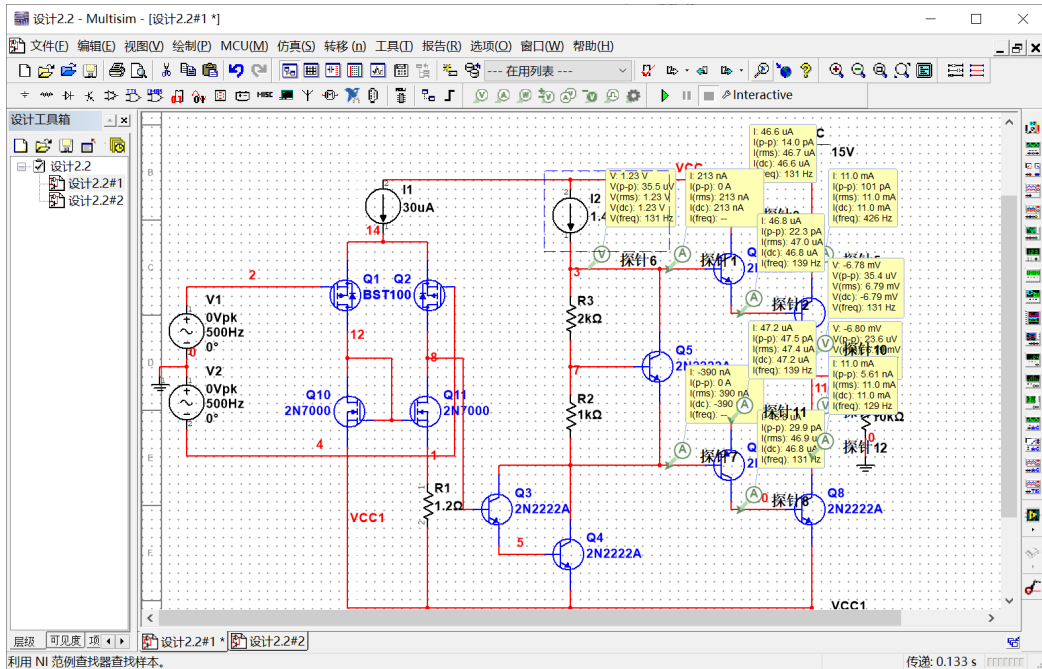 设计2.2 - Multisim - [设计2.2#1 *]
文件(F) 编辑(E) 视图(V) 绘制(P) MCU(M) 仿真(S) 转移 (n) 工具(T) 报告(R) 选项(O) 窗口(W) 帮助(H)
--- 在用列表 ---
MISC
Interactive
设计工具箱
设计2.2
设计2.2#1
设计2.2#2
层级
可见度
项
B
C
D
E
F
VCC
15V
I1
30uA
14
I2
1.4
2
Q1
Q2
BST100
V1
0Vpk
500Hz
0°
0
V2
0Vpk
500Hz
0°
12
8
Q10
2N7000
Q11
2N7000
4
1
R1
1.2Ω
VCC1
Q3
2N2222A
5
Q4
2N2222A
3
R3
2kΩ
7
R2
1kΩ
Q5
2N2222A
V: 1.23 V
V(p-p): 35.5 uV
V(rms): 1.23 V
V(dc): 1.23 V
V(freq): 131 Hz
探针6
I: 213 nA
I(p-p): 0 A
I(rms): 213 nA
I(dc): 213 nA
I(freq): --
探针1
I: 46.6 uA
I(p-p): 14.0 pA
I(rms): 46.7 uA
I(dc): 46.6 uA
I: 46.8 uA
I(p-p): 22.3 pA
I(rms): 47.0 uA
I(dc): 46.8 uA
I(freq): 139 Hz
探针2
I: 11.0 mA
I(p-p): 101 pA
I(rms): 11.0 mA
I(dc): 11.0 mA
I(freq): 426 Hz
V: -6.78 mV
V(p-p): 35.4 uV
V(rms): 6.79 mV
V(dc): -6.79 mV
V(freq): 131 Hz
V: -6.80 mV
V(p-p): 23.6 uV
探针10
I: 47.2 uA
I(p-p): 47.5 pA
I(rms): 47.4 uA
I(dc): 47.2 uA
I(freq): 139 Hz
I: -390 nA
I(p-p): 0 A
I(rms): 390 nA
I(dc): -390
I(freq): --
探针11
I: 11.0 mA
I(p-p): 5.61 nA
I(rms): 11.0 mA
I(dc): 11.0 mA
I(freq): 129 Hz
11
10kΩ
0
探针12
I(p-p): 29.9 pA
I(rms): 46.9 uA
I(dc): 46.8 uA
I(freq): 131 Hz
探针7
0
探针8
Q8
2N2222A
VCC1
设计2.2#1 *
设计2.2#2
利用 NI 范例查找器查找样本。
传递: 0.133 s